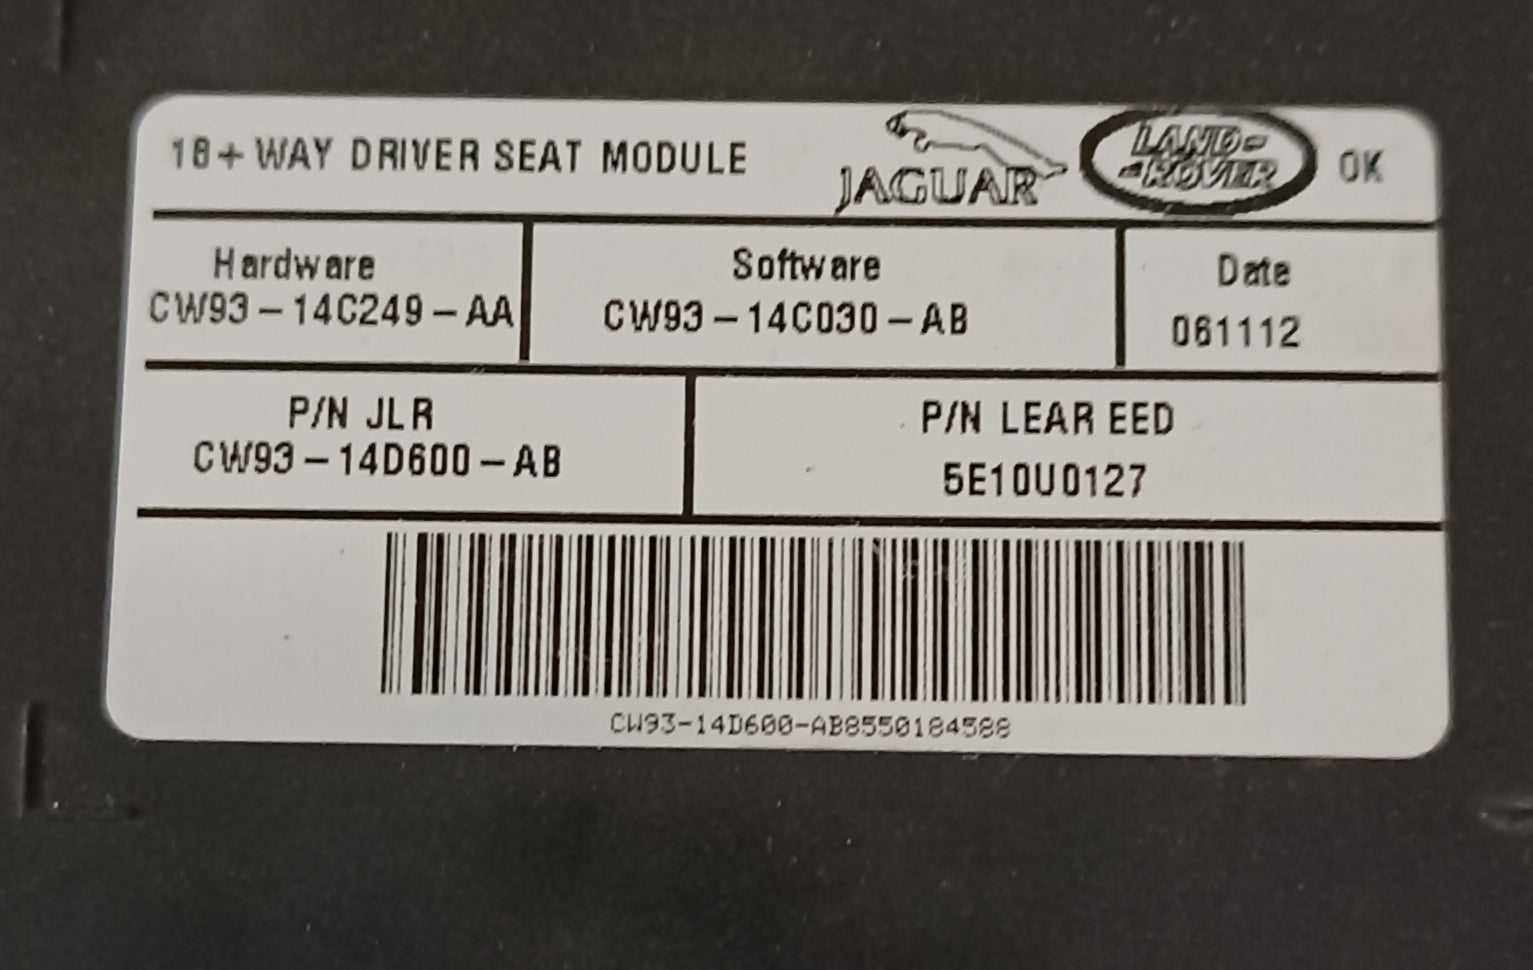 18+ WAY DRIVER SEAT MODULE JAGUAR LAND-ROVER OK
Hardware Software Date
CW93-14C249-AA CW93-14C030-AB 061112
P/N JLR P/N LEAR EED
CW93-14D600-AB 5E10U0127
CW93-14D600-AB8550184588